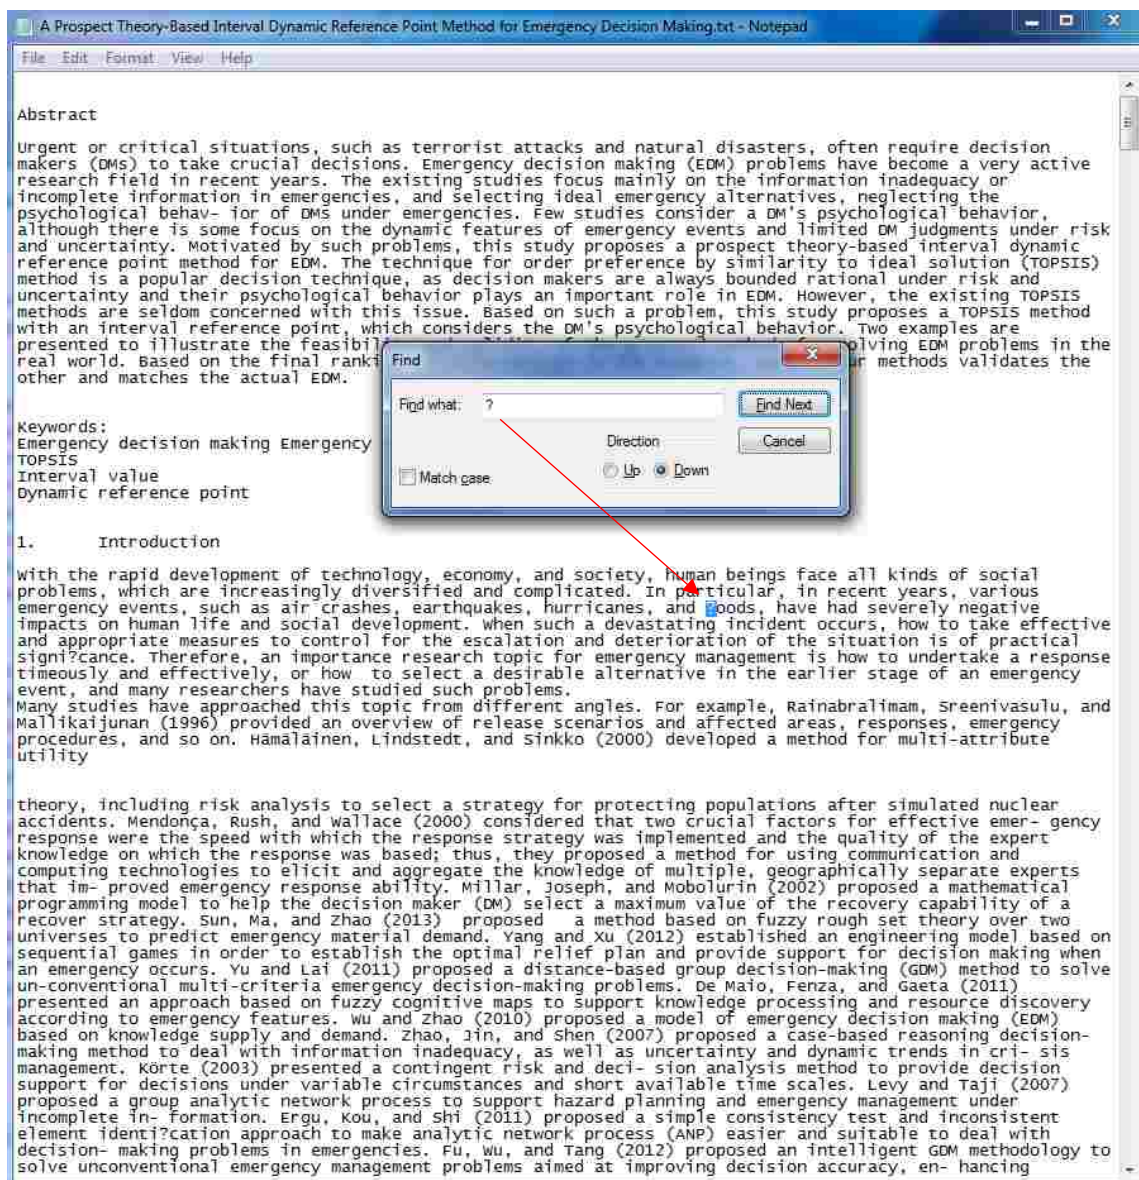 A Prospect Theory-Based Interval Dynamic Reference Point Method for Emergency Decision Making.txt - Notepad
File Edit Format View Help
Abstract
Urgent or critical situations, such as terrorist attacks and natural disasters, often require decision
makers (DMs) to take crucial decisions. Emergency decision making (EDM) problems have become a very active
research field in recent years. The existing studies focus mainly on the information inadequacy or
incomplete information in emergencies, and selecting ideal emergency alternatives, neglecting the
psychological behav- ior of DMs under emergencies. Few studies consider a DM's psychological behavior,
although there is some focus on the dynamic features of emergency events and limited DM judgments under risk
and uncertainty. Motivated by such problems, this study proposes a prospect theory-based interval dynamic
reference point method for EDM. The technique for order preference by similarity to ideal solution (TOPSIS)
method is a popular decision technique, as decision makers are always bounded rational under risk and
uncertainty and their psychological behavior plays an important role in EDM. However, the existing TOPSIS
methods are seldom concerned with this issue. Based on such a problem, this study proposes a TOPSIS method
with an interval reference point, which considers the DM's psychological behavior. Two examples are
presented to illustrate the feasibili olving EDM problems in the
real world. Based on the final ranki ur methods validates the
other and matches the actual EDM.
Find
Find what: ?
Find Next
Direction
Cancel
Match case
Up Down
Keywords:
Emergency decision making Emergency
TOPSIS
Interval value
Dynamic reference point
1. Introduction
With the rapid development of technology, economy, and society, human beings face all kinds of social
problems, which are increasingly diversified and complicated. In particular, in recent years, various
emergency events, such as air crashes, earthquakes, hurricanes, and ?oods, have had severely negative
impacts on human life and social development. When such a devastating incident occurs, how to take effective
and appropriate measures to control for the escalation and deterioration of the situation is of practical
signi?cance. Therefore, an importance research topic for emergency management is how to undertake a response
timeously and effectively, or how to select a desirable alternative in the earlier stage of an emergency
event, and many researchers have studied such problems.
Many studies have approached this topic from different angles. For example, Rainabralimam, Sreenivasulu, and
Mallikaijunan (1996) provided an overview of release scenarios and affected areas, responses, emergency
procedures, and so on. Hämäläinen, Lindstedt, and Sinkko (2000) developed a method for multi-attribute
utility
theory, including risk analysis to select a strategy for protecting populations after simulated nuclear
accidents. Mendonça, Rush, and Wallace (2000) considered that two crucial factors for effective emer- gency
response were the speed with which the response strategy was implemented and the quality of the expert
knowledge on which the response was based; thus, they proposed a method for using communication and
computing technologies to elicit and aggregate the knowledge of multiple, geographically separate experts
that im- proved emergency response ability. Millar, Joseph, and Mobolurin (2002) proposed a mathematical
programming model to help the decision maker (DM) select a maximum value of the recovery capability of a
recover strategy. Sun, Ma, and Zhao (2013) proposed a method based on fuzzy rough set theory over two
universes to predict emergency material demand. Yang and Xu (2012) established an engineering model based on
sequential games in order to establish the optimal relief plan and provide support for decision making when
an emergency occurs. Yu and Lai (2011) proposed a distance-based group decision-making (GDM) method to solve
un-conventional multi-criteria emergency decision-making problems. De Maio, Fenza, and Gaeta (2011)
presented an approach based on fuzzy cognitive maps to support knowledge processing and resource discovery
according to emergency features. Wu and Zhao (2010) proposed a model of emergency decision making (EDM)
based on knowledge supply and demand. Zhao, Jin, and Shen (2007) proposed a case-based reasoning decision-
making method to deal with information inadequacy, as well as uncertainty and dynamic trends in cri- sis
management. Körte (2003) presented a contingent risk and deci- sion analysis method to provide decision
support for decisions under variable circumstances and short available time scales. Levy and Taji (2007)
proposed a group analytic network process to support hazard planning and emergency management under
incomplete in- formation. Ergu, Kou, and Shi (2011) proposed a simple consistency test and inconsistent
element identi?cation approach to make analytic network process (ANP) easier and suitable to deal with
decision- making problems in emergencies. Fu, Wu, and Tang (2012) proposed an intelligent GDM methodology to
solve unconventional emergency management problems aimed at improving decision accuracy, en- hancing